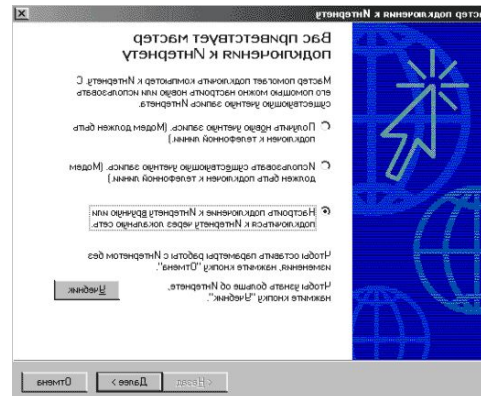 стер подключения к Интернету
Вас приветствует мастер
подключения к Интернету
Мастер помогает подключить компьютер к Интернету. С
его помощью можно настроить новую или использовать
существующую учетную запись Интернета.
Получить новую учетную запись. (Модем должен быть
подключен к телефонной линии.)
Использовать существующую учетную запись. (Модем
должен быть подключен к телефонной линии.)
Настроить подключение к Интернету вручную или
подключиться к Интернету через локальную сеть.
Чтобы оставить параметры работы с Интернетом без
изменения, нажмите кнопку "Отмена".
Чтобы узнать больше об Интернете,
нажмите кнопку "Учебник".
Учебник
< Назад
Далее >
Отмена